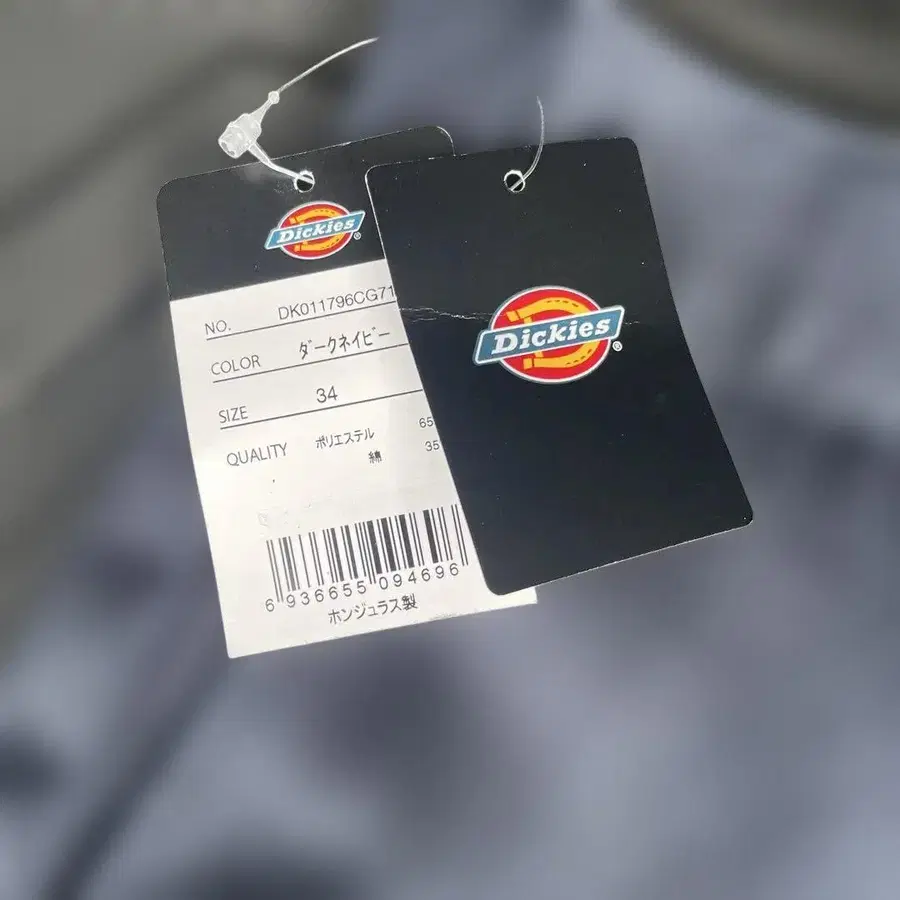 Dickies®
NO. DK011796CG71
COLOR ダークネイビー
SIZE 34
QUALITY ポリエステル 65
綿 35
6 936655 094696
ホンジュラス製
Dickies®